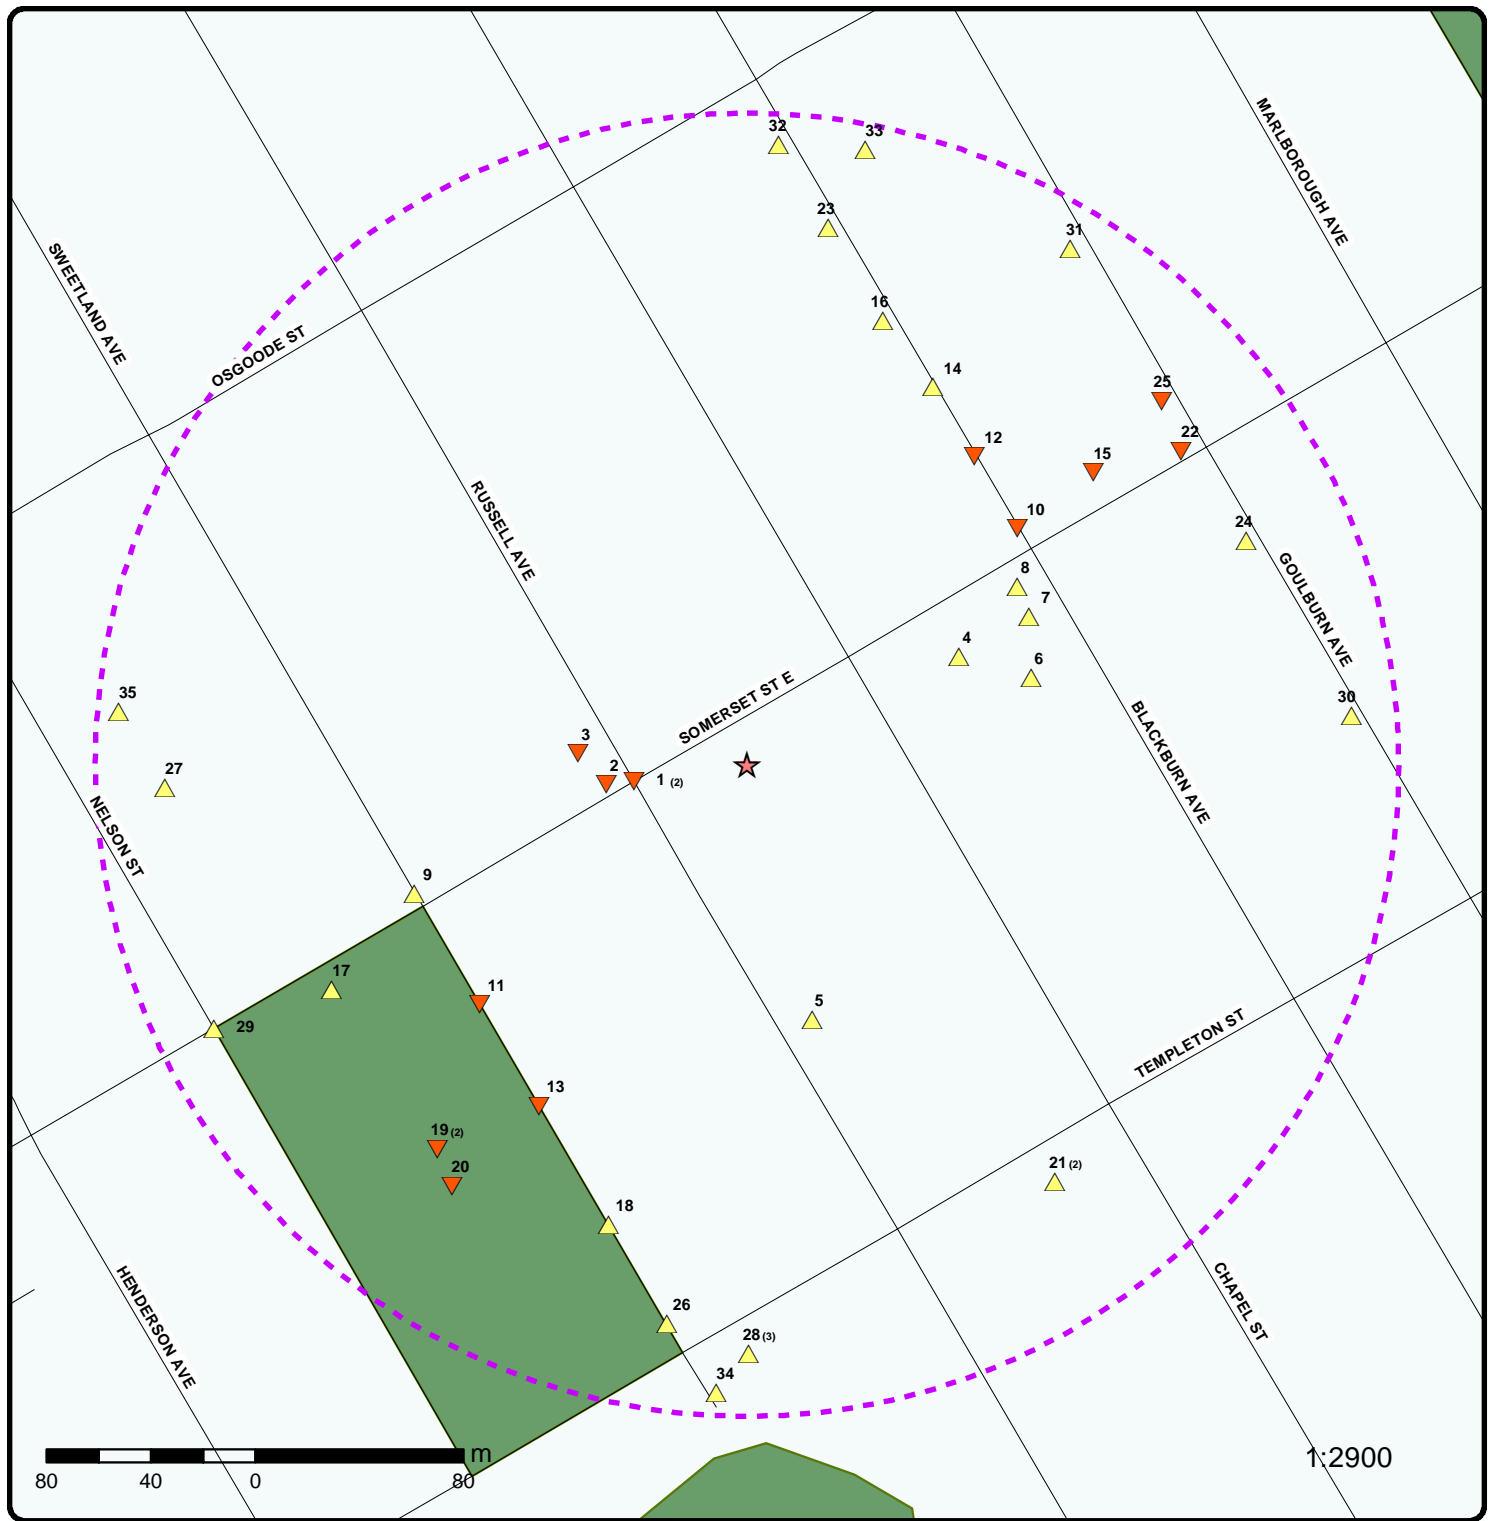 MARLBOROUGH AVE
32
33
23
31
SWEETLAND AVE
16
OSGOODE ST
14
25
12
22
15
RUSSELL AVE
10
24
8
GOULBURN AVE
7
4
6
SOMERSET ST E
35
30
BLACKBURN AVE
3
27
2
1 (2)
NELSON ST
9
17
11
5
29
TEMPLETON ST
13
19 (2)
20
21 (2)
18
HENDERSON AVE
CHAPEL ST
26
28 (3)
34
m
1:2900
80 40 0 80